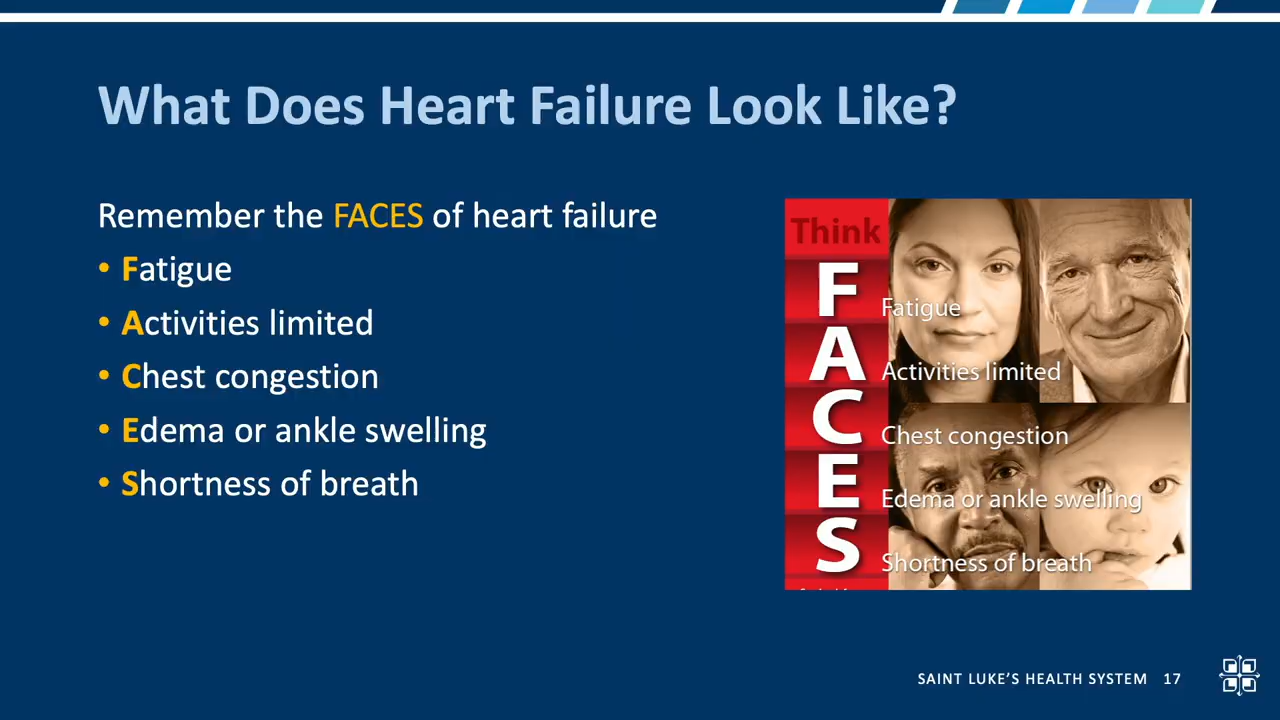 What Does Heart Failure Look Like?
Remember the FACES of heart failure
• Fatigue
• Activities limited
• Chest congestion
• Edema or ankle swelling
• Shortness of breath
Think
F
Fatigue
A
Activities limited
C
Chest congestion
E
Edema or ankle swelling
S
Shortness of breath
SAINT LUKE'S HEALTH SYSTEM 17